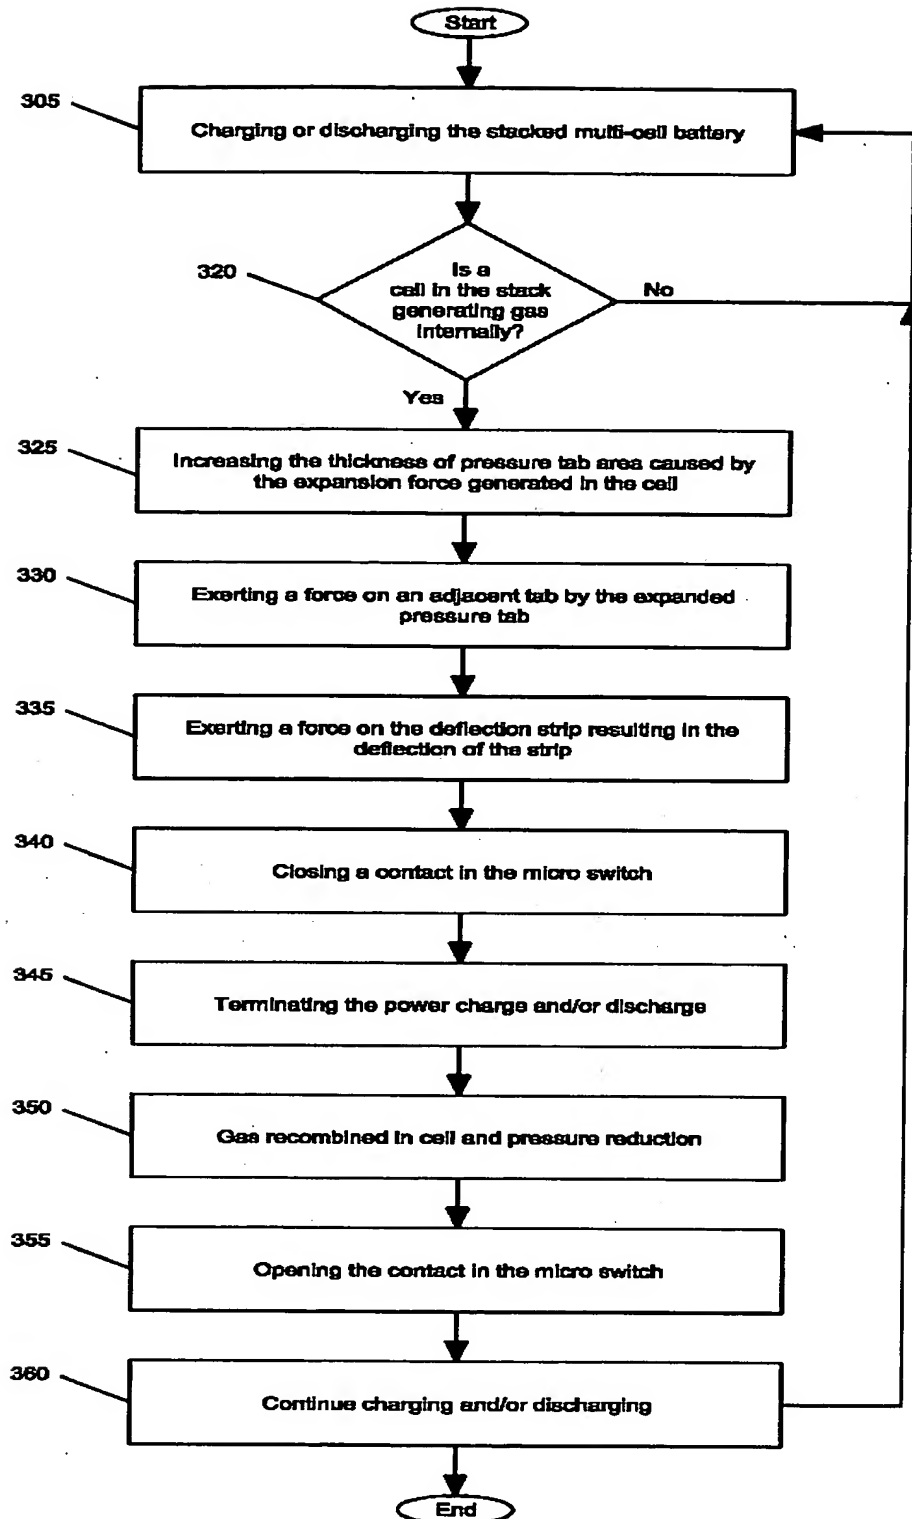 Start
305
Charging or discharging the stacked multi-cell battery
320
Is a
cell in the stack
generating gas
internally?
No
Yes
325
Increasing the thickness of pressure tab area caused by
the expansion force generated in the cell
330
Exerting a force on an adjacent tab by the expanded
pressure tab
335
Exerting a force on the deflection strip resulting in the
deflection of the strip
340
Closing a contact in the micro switch
345
Terminating the power charge and/or discharge
350
Gas recombined in cell and pressure reduction
355
Opening the contact in the micro switch
360
Continue charging and/or discharging
End